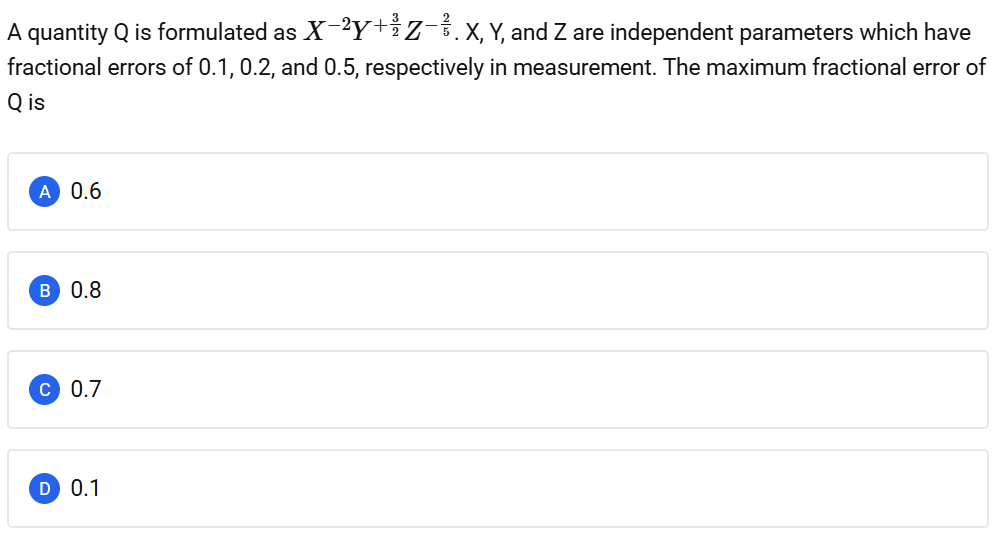 A quantity Q is formulated as $X^{-2}Y^{+\frac{3}{2}}Z^{-\frac{2}{5}}$. X, Y, and Z are independent parameters which have
fractional errors of 0.1, 0.2, and 0.5, respectively in measurement. The maximum fractional error of
Q is
A 0.6
B 0.8
C 0.7
D 0.1